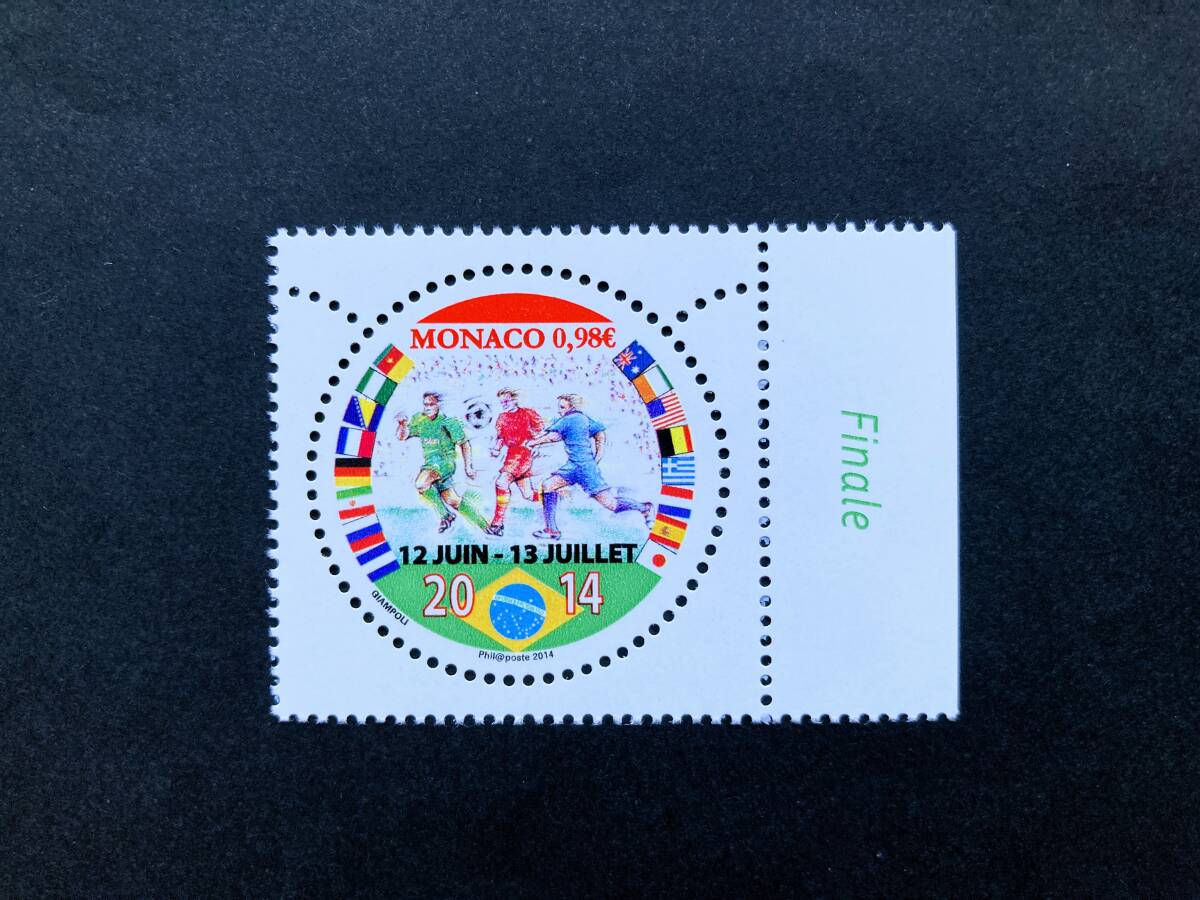 MONACO 0,98€
12 JUIN - 13 JUILLET
20 14
GIAMPOLI
Phil@poste 2014
Finale